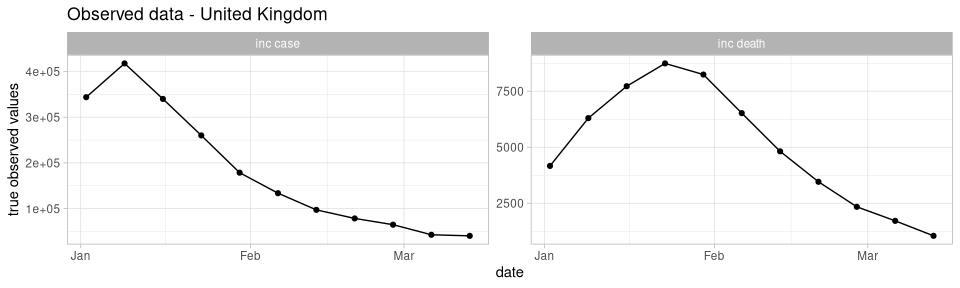 Observed data - United Kingdom
inc case
inc death
true observed values
4e+05
3e+05
2e+05
1e+05
7500
5000
2500
Jan Feb Mar
Jan Feb Mar
date